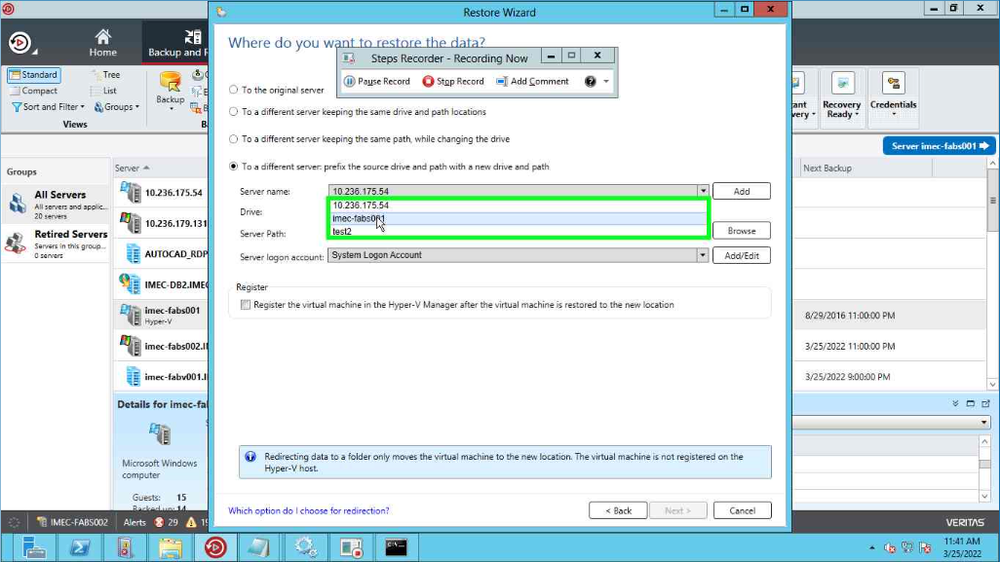 Restore Wizard
Home
Backup and R
Standard
Tree
Compact
List
Sort and Filter
Groups
Views
Backup
Where do you want to restore the data?
Steps Recorder - Recording Now
Pause Record
Stop Record
Add Comment
Recovery
Ready
Credentials
Server imec-fabs001
To the original server
To a different server keeping the same drive and path locations
To a different server keeping the same path, while changing the drive
To a different server: prefix the source drive and path with a new drive and path
Server name:
10.236.175.54
Add
10.236.175.54
imec-fabs001
test2
Drive:
Server Path:
Browse
Server logon account:
System Logon Account
Add/Edit
Register
Register the virtual machine in the Hyper-V Manager after the virtual machine is restored to the new location
Redirecting data to a folder only moves the virtual machine to the new location. The virtual machine is not registered on the
Hyper-V host.
Which option do I choose for redirection?
< Back
Next >
Cancel
Groups
All Servers
All servers and applic...
20 servers
Retired Servers
Servers in this group...
0 servers
Server
10.236.175.54
10.236.179.131
AUTOCAD_RDP
IMEC-DB2.IMEC
imec-fabs001
Hyper-V
imec-fabs002.I
imec-fabv001.I
Next Backup
8/29/2016 11:00:00 PM
3/25/2022 11:00:00 PM
3/25/2022 9:00:00 PM
Details for imec-fa
Microsoft Windows
computer
Guests: 15
Backed up: 14
IMEC-FABS002
Alerts
29
19
VERITAS
11:41 AM
3/25/2022